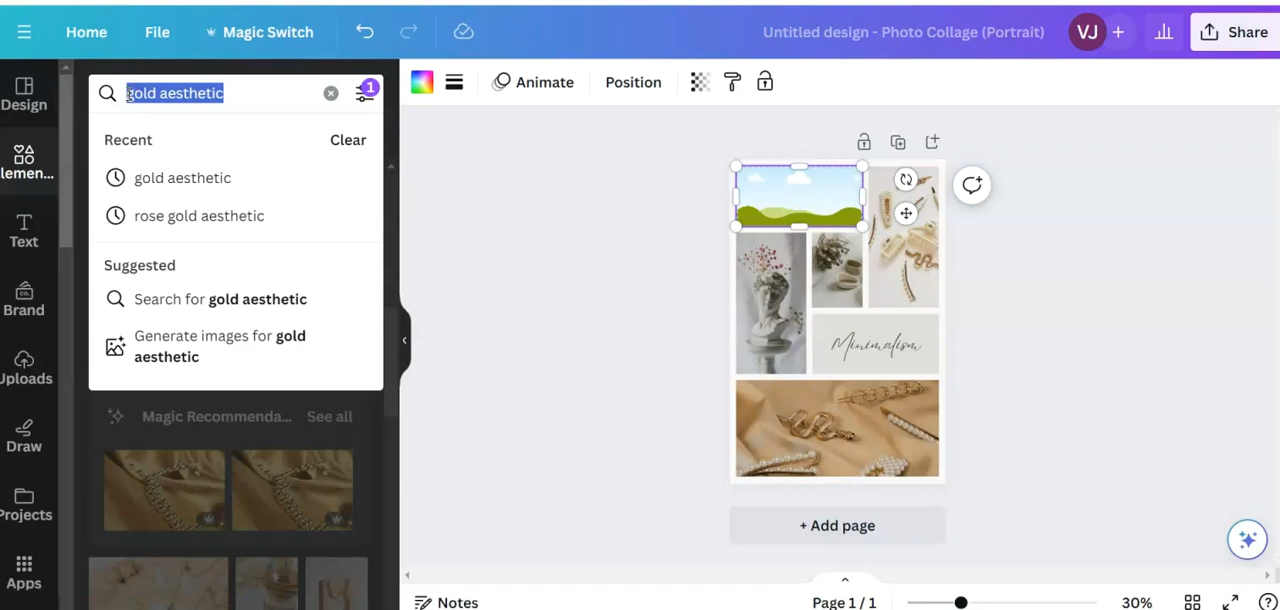 Home File Magic Switch Untitled design - Photo Collage (Portrait) VJ + Share
Animate Position
Design
lemen...
Text
Brand
Uploads
Draw
Projects
Apps
gold aesthetic 1
Recent Clear
gold aesthetic
rose gold aesthetic
Suggested
Search for gold aesthetic
Generate images for gold
aesthetic
Magic Recommenda... See all
Minimalism
+ Add page
Notes Page 1 / 1 30%